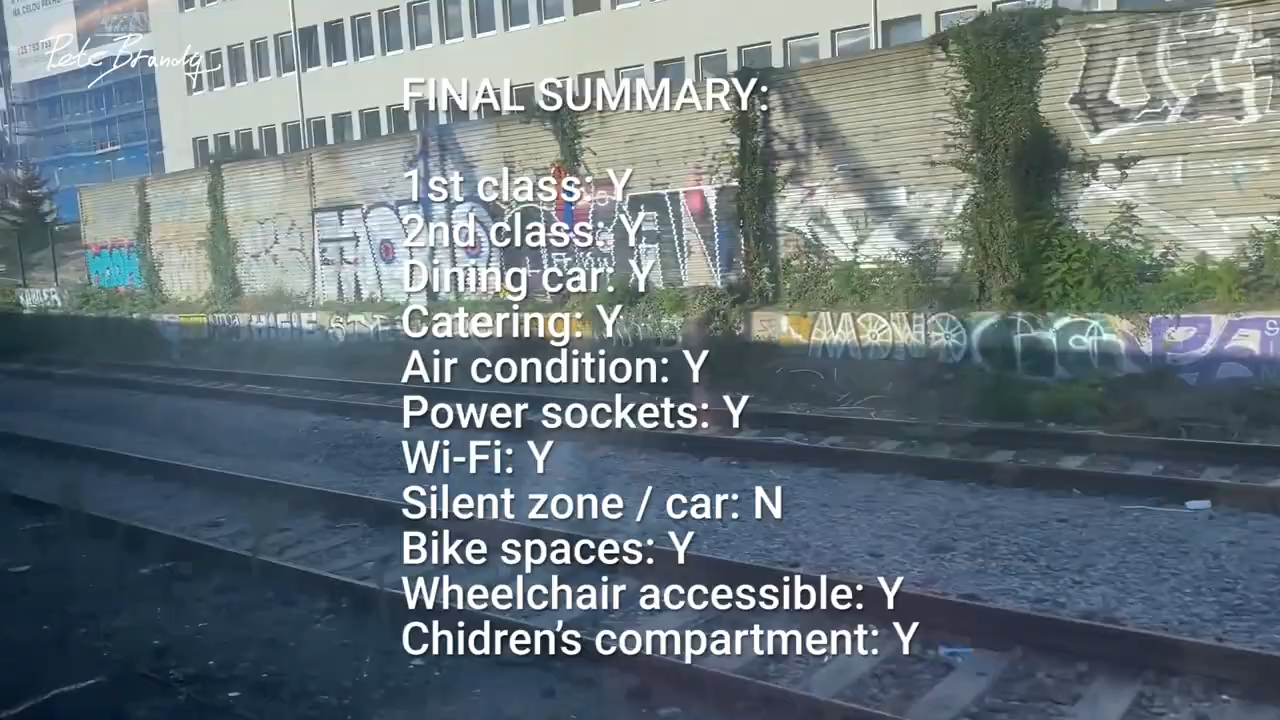 Pete Brandy
FINAL SUMMARY:
1st class: Y
2nd class: Y
Dining car: Y
Catering: Y
Air condition: Y
Power sockets: Y
Wi-Fi: Y
Silent zone / car: N
Bike spaces: Y
Wheelchair accessible: Y
Chidren's compartment: Y
MONO